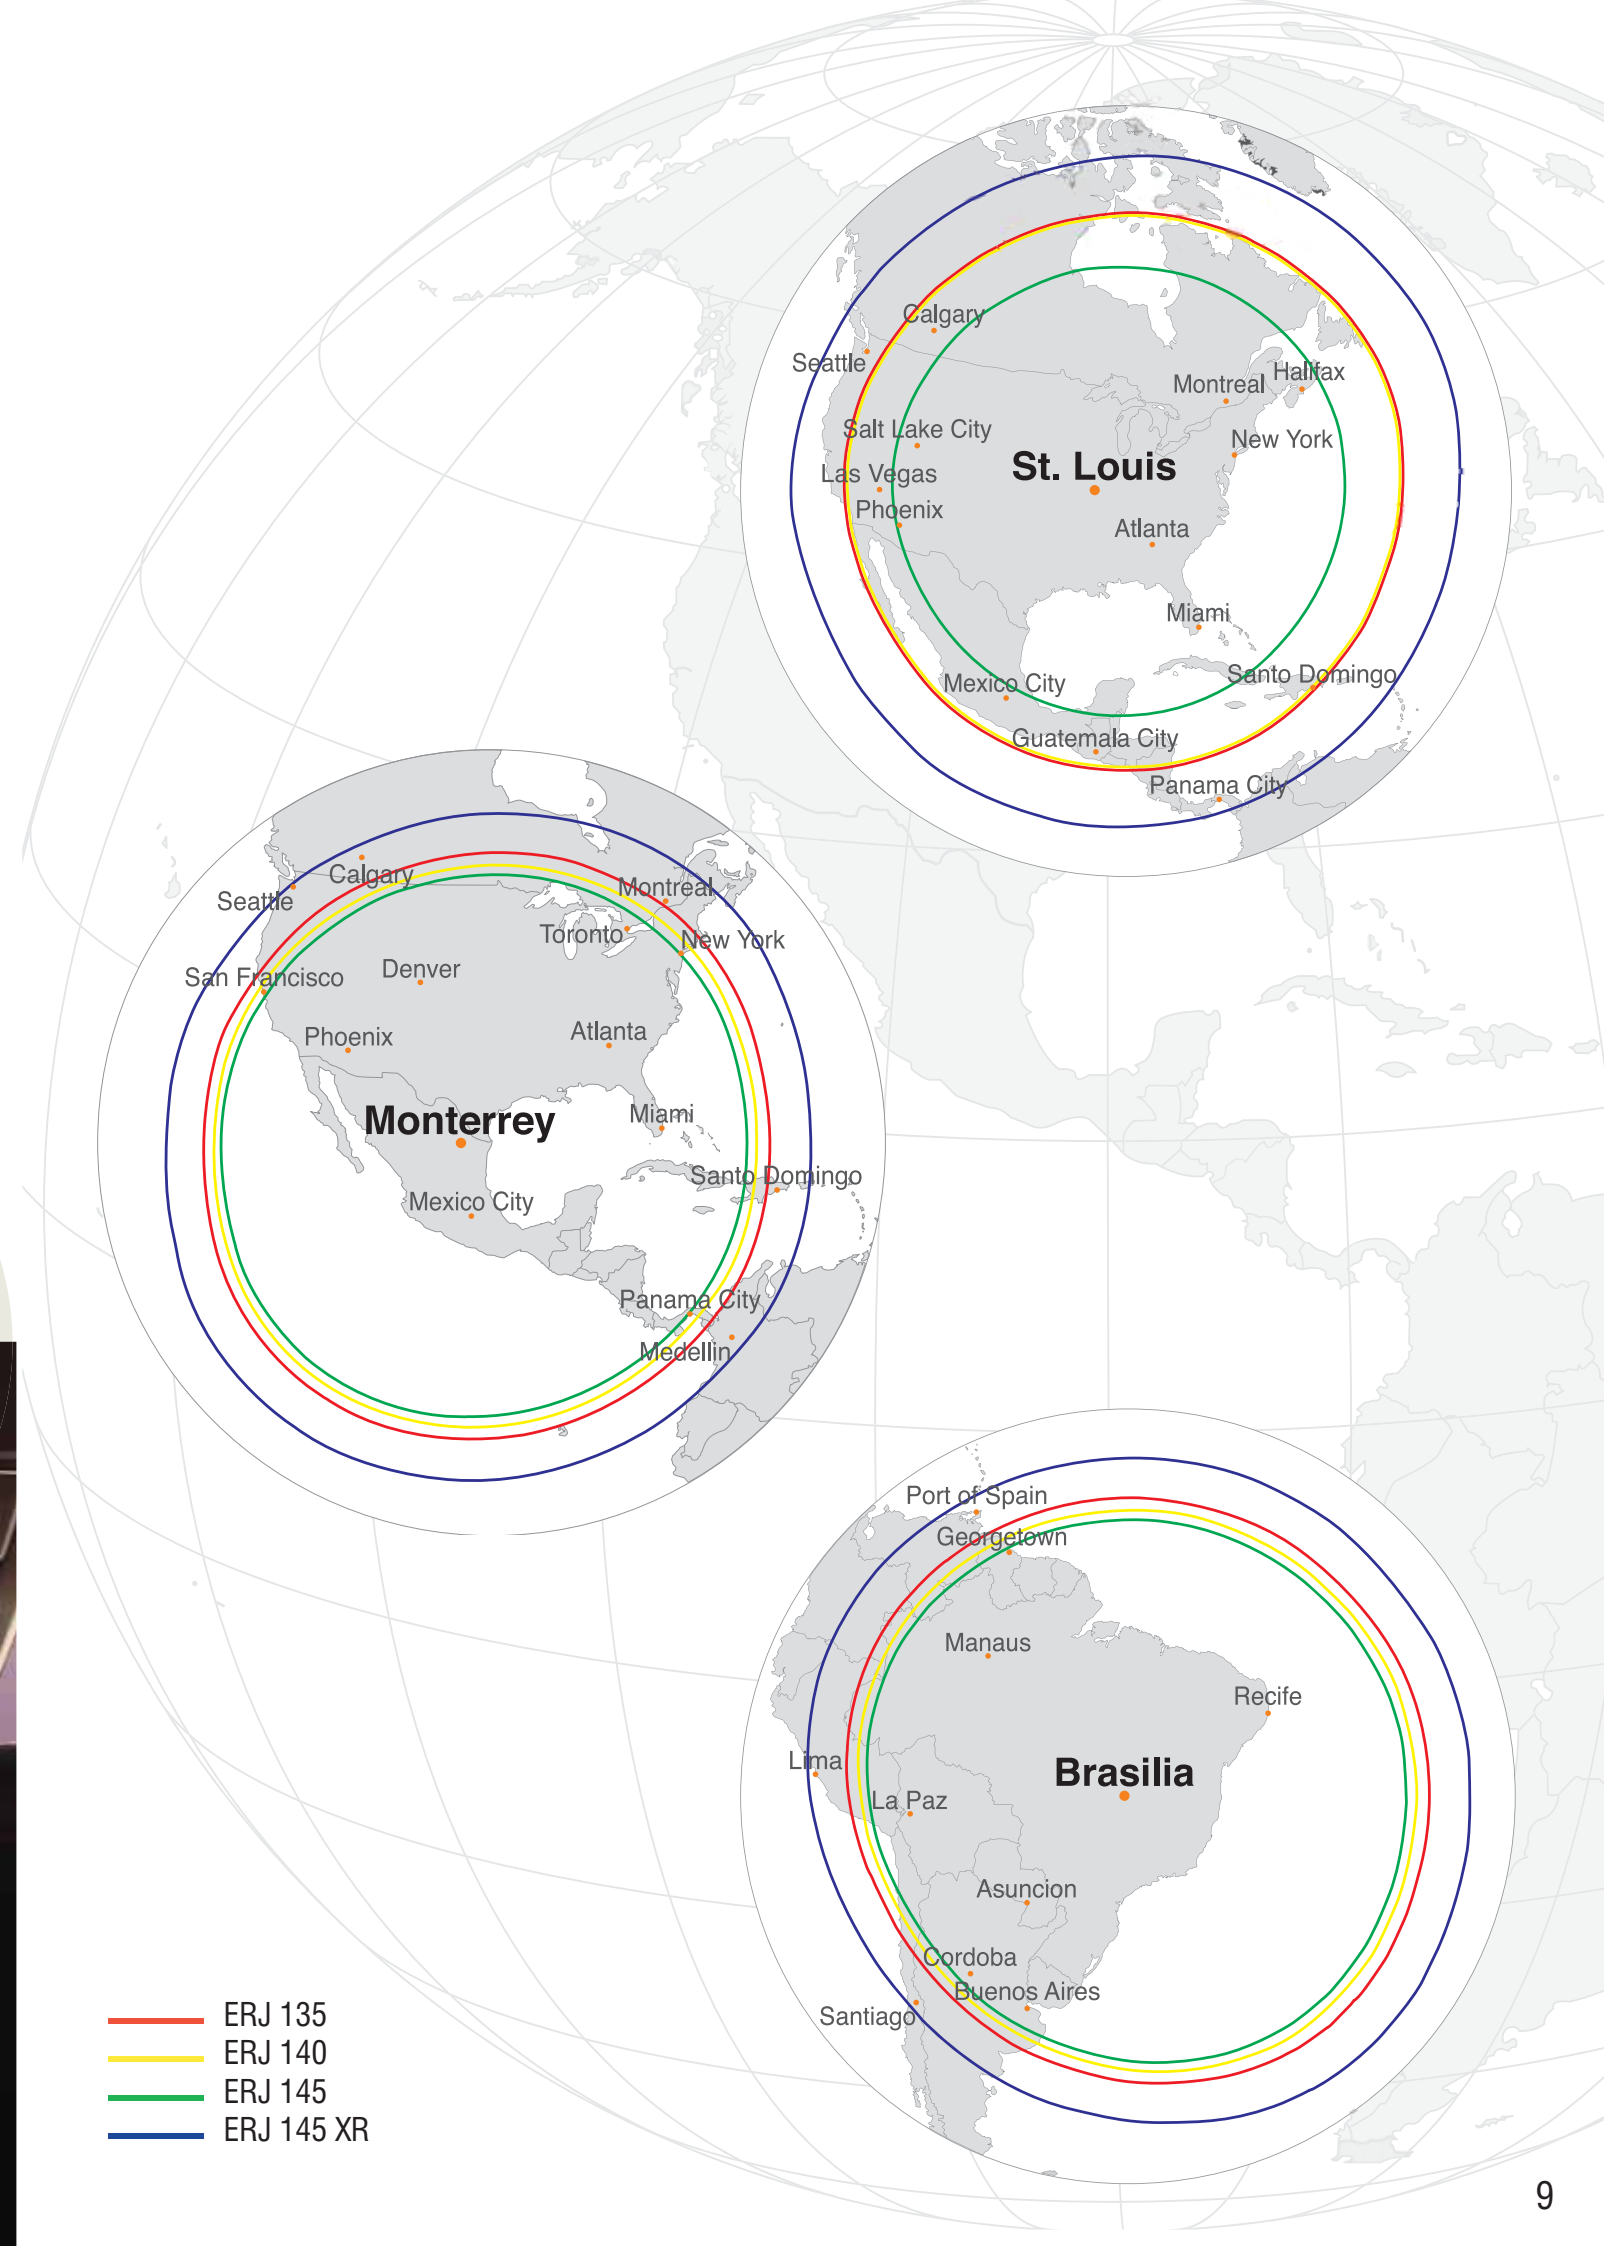 Calgary
Seattle
Montreal
Halifax
Salt Lake City
New York
St. Louis
Las Vegas
Phoenix
Atlanta
Miami
Mexico City
Santo Domingo
Guatemala City
Panama City
Calgary
Seattle
Montreal
Toronto
New York
San Francisco
Denver
Phoenix
Atlanta
Monterrey
Miami
Santo Domingo
Mexico City
Panama City
Medellin
Port of Spain
Georgetown
Manaus
Recife
Lima
Brasilia
La Paz
Asuncion
Cordoba
Buenos Aires
Santiago
ERJ 135
ERJ 140
ERJ 145
ERJ 145 XR
9